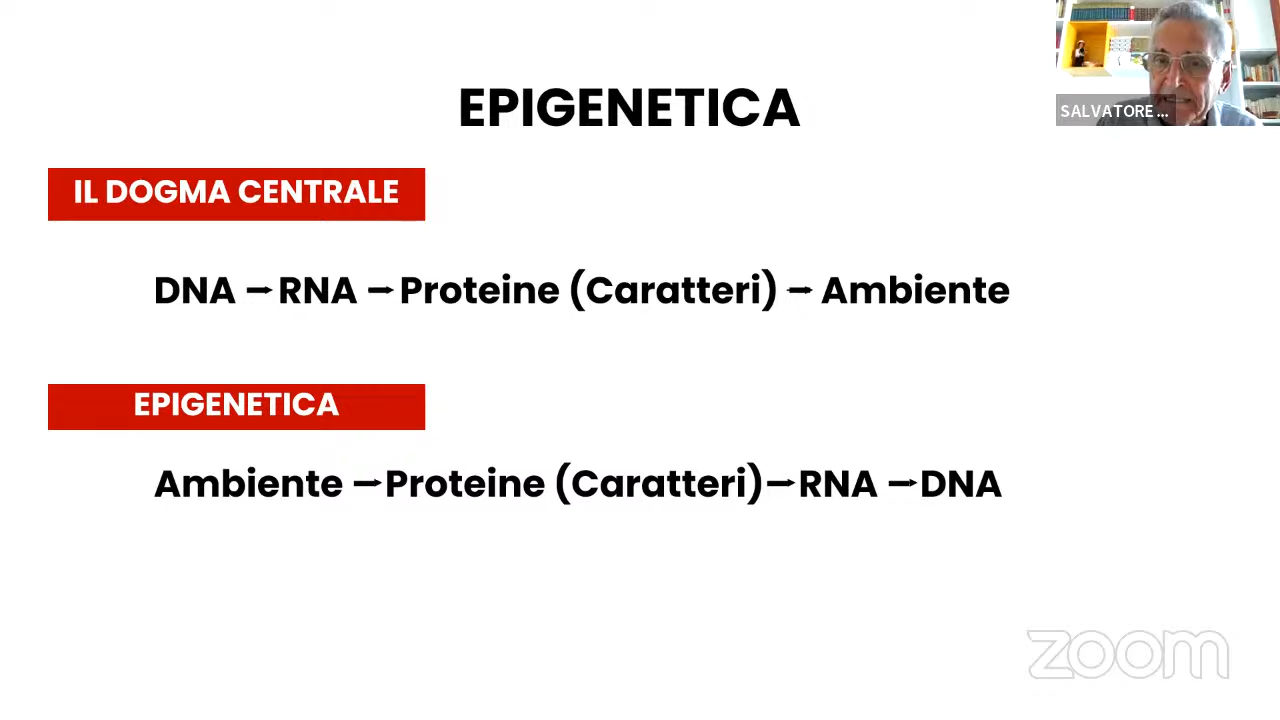 SALVATORE ...
EPIGENETICA
IL DOGMA CENTRALE
DNA → RNA → Proteine (Caratteri) → Ambiente
EPIGENETICA
Ambiente → Proteine (Caratteri) → RNA → DNA
zoom